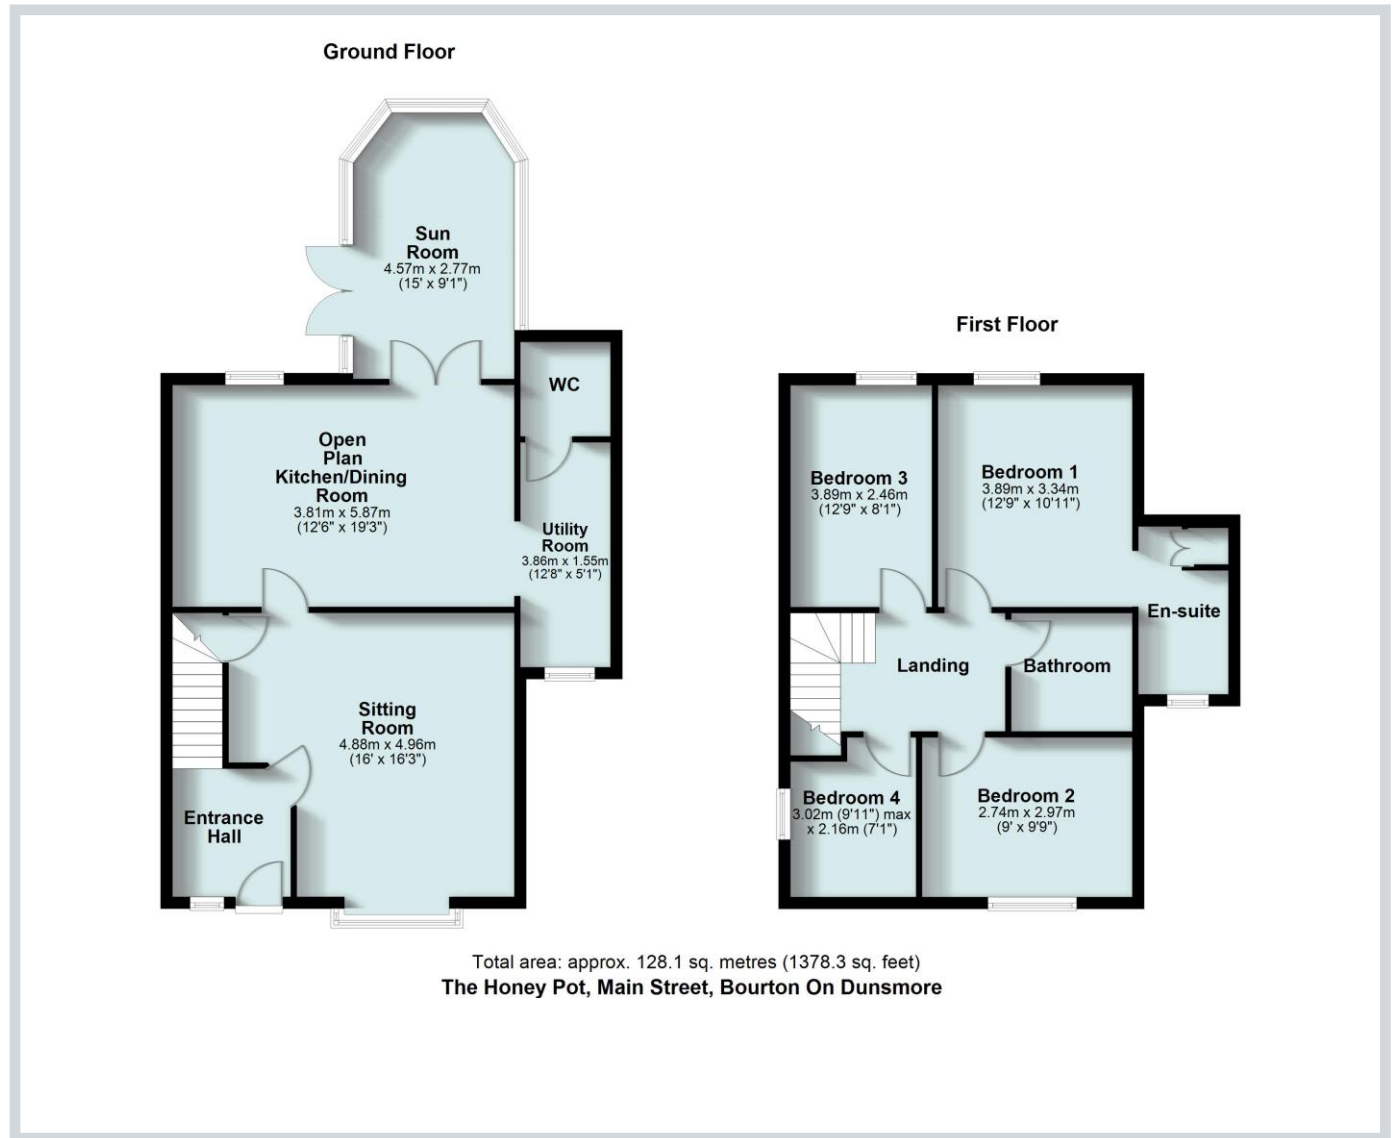 Ground Floor
Sun
Room
4.57m x 2.77m
(15' x 9'1")
WC
Open
Plan
Kitchen/Dining
Room
3.81m x 5.87m
(12'6" x 19'3")
Utility
Room
3.86m x 1.55m
(12'8" x 5'1")
Sitting
Room
4.88m x 4.96m
(16' x 16'3")
Entrance
Hall
First Floor
Bedroom 3
3.89m x 2.46m
(12'9" x 8'1")
Bedroom 1
3.89m x 3.34m
(12'9" x 10'11")
En-suite
Landing
Bathroom
Bedroom 4
3.02m (9'11") max
x 2.16m (7'1")
Bedroom 2
2.74m x 2.97m
(9' x 9'9")
Total area: approx. 128.1 sq. metres (1378.3 sq. feet)
The Honey Pot, Main Street, Bourton On Dunsmore